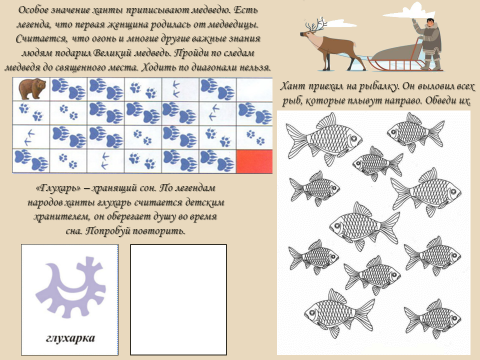 Особое значение ханты приписывают медведю. Есть
легенда, что первая женщина родилась от медведицы.
Считается, что огонь и многие другие важные знания
людям подарил Великий медведь. Пройди по следам
медведя до священного места. Ходить по диагонали нельзя.
Хант приехал на рыбалку. Он выловил всех
рыб, которые плывут направо. Обведи их
«Глухарь» – хранящий сон. По легендам
народов ханты глухарь считается детским
хранителем, он оберегает душу во время
сна. Попробуй повторить.
глухарка